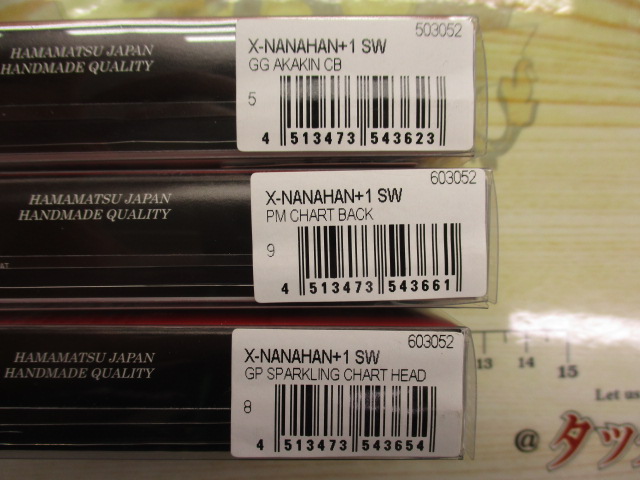 HAMAMATSU JAPAN
HANDMADE QUALITY
503052
X-NANAHAN+1 SW
GG AKAKIN CB
5
4 513473 543623
HAMAMATSU JAPAN
HANDMADE QUALITY
603052
X-NANAHAN+1 SW
PM CHART BACK
9
4 513473 543661
HAMAMATSU JAPAN
HANDMADE QUALITY
603052
X-NANAHAN+1 SW
GP SPARKLING CHART HEAD
8
4 513473 543654
13 14 15
Let us
@タッ